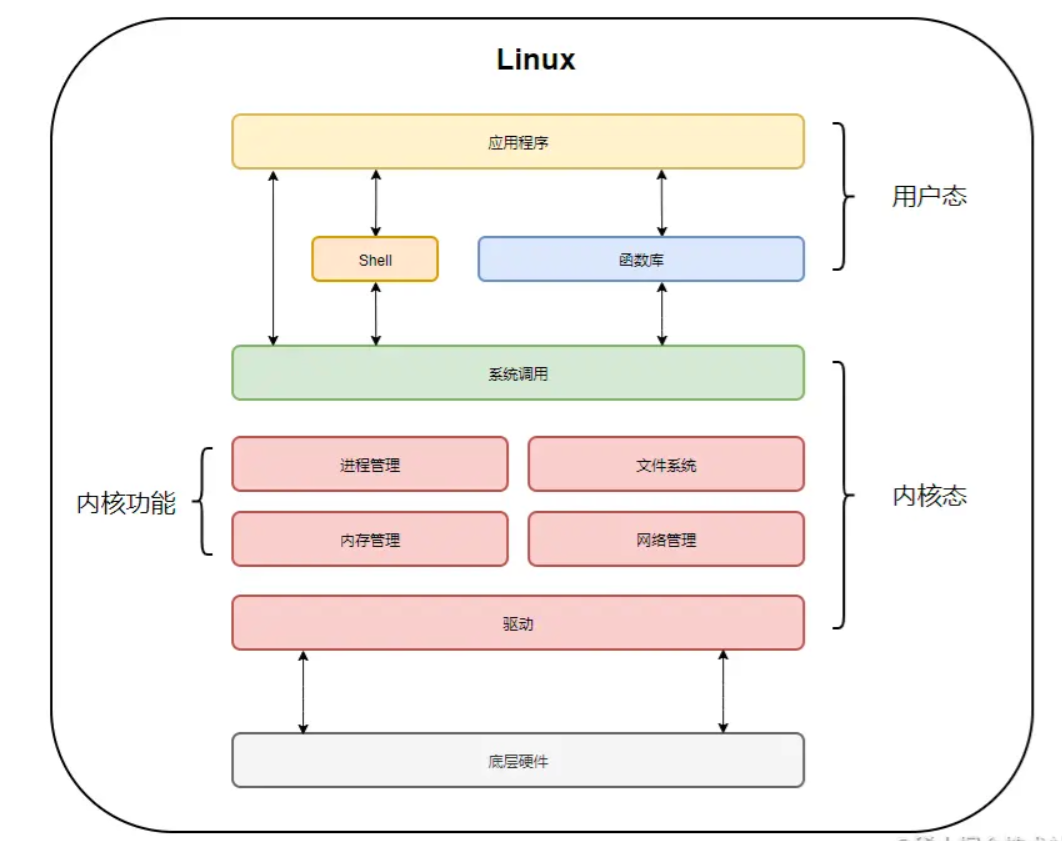 Linux
应用程序
用户态
Shell
函数库
系统调用
进程管理
文件系统
内核功能
内核态
内存管理
网络管理
驱动
底层硬件